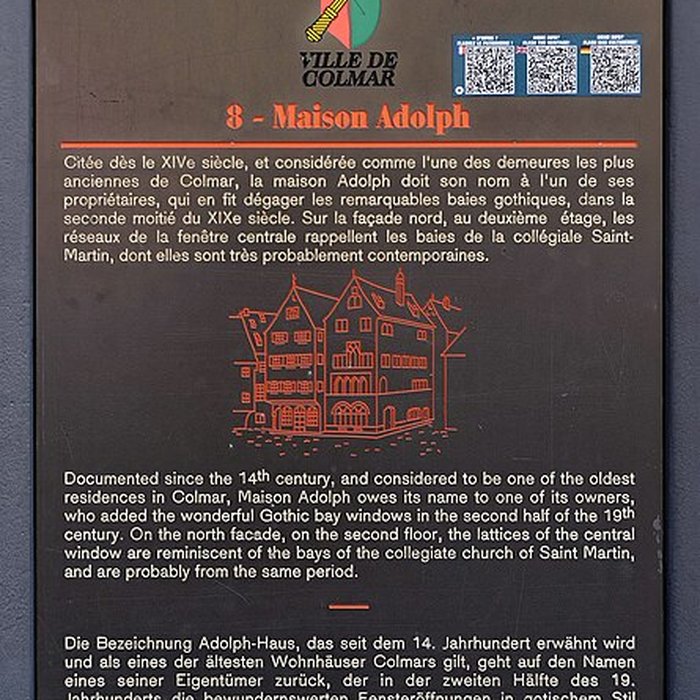 VILLE DE
COLMAR
8 - Maison Adolph
Citée dès le XIVe siècle, et considérée comme l'une des demeures les plus
anciennes de Colmar, la maison Adolph doit son nom à l'un de ses
propriétaires, qui en fit dégager les remarquables baies gothiques, dans la
seconde moitié du XIXe siècle. Sur la façade nord, au deuxième étage, les
réseaux de la fenêtre centrale rappellent les baies de la collégiale Saint-
Martin, dont elles sont très probablement contemporaines.
Documented since the 14th century, and considered to be one of the oldest
residences in Colmar, Maison Adolph owes its name to one of its owners,
who added the wonderful Gothic bay windows in the second half of the 19th
century. On the north facade, on the second floor, the lattices of the central
window are reminiscent of the bays of the collegiate church of Saint Martin,
and are probably from the same period.
Die Bezeichnung Adolph-Haus, das seit dem 14. Jahrhundert erwähnt wird
und als eines der ältesten Wohnhäuser Colmars gilt, geht auf den Namen
eines seiner Eigentümer zurück, der in der zweiten Hälfte des 19.
Jahrhunderts die bewundernswerten Fensteröffnungen in gotischem